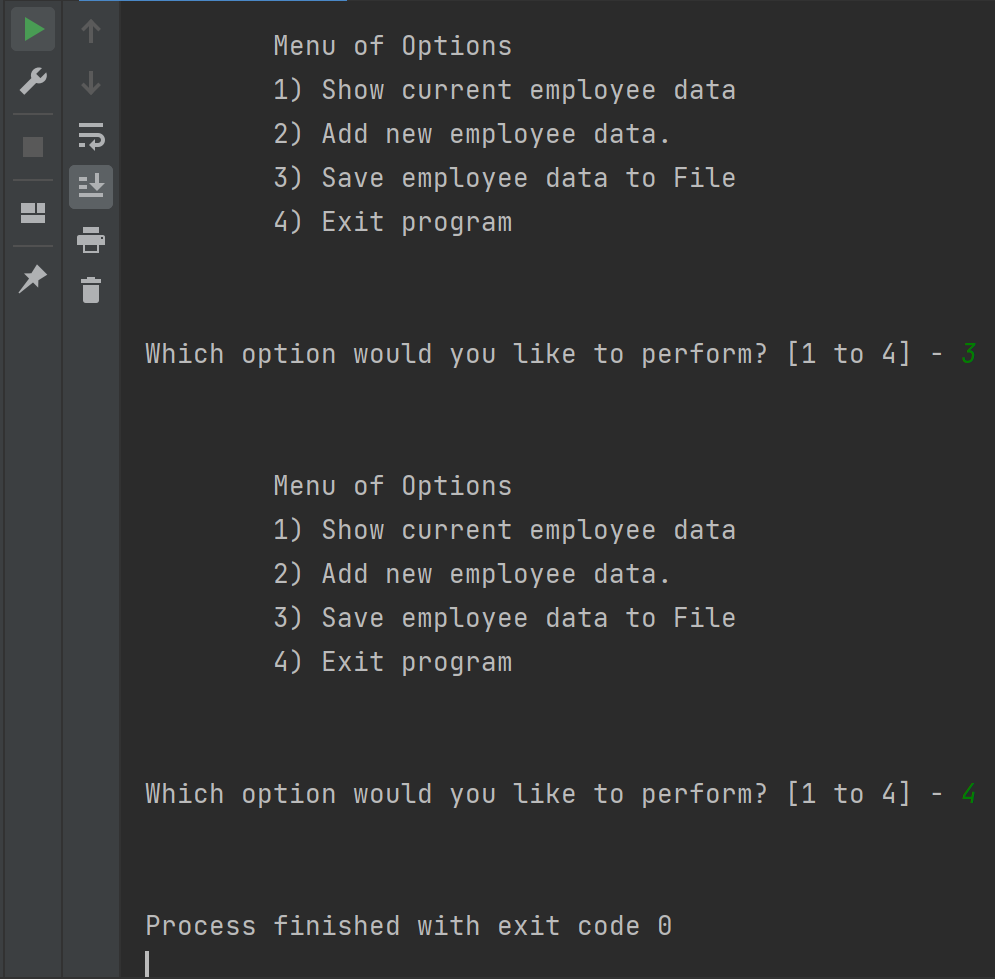 Menu of Options
1) Show current employee data
2) Add new employee data.
3) Save employee data to File
4) Exit program
Which option would you like to perform? [1 to 4] - 3
Menu of Options
1) Show current employee data
2) Add new employee data.
3) Save employee data to File
4) Exit program
Which option would you like to perform? [1 to 4] - 4
Process finished with exit code 0